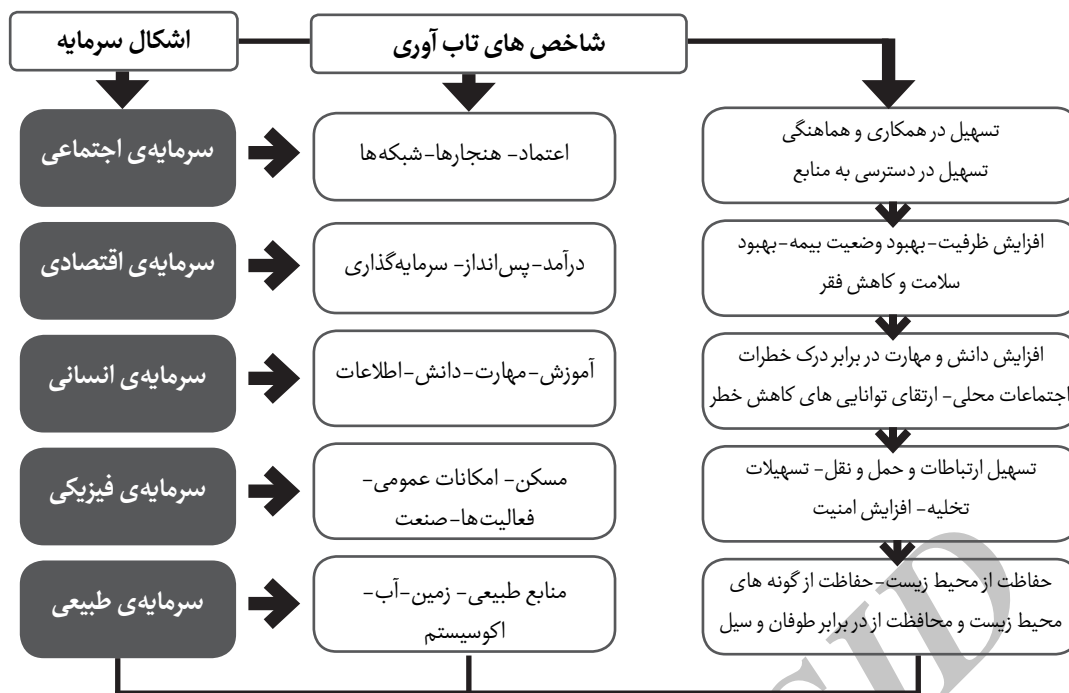 اشکال سرمایه
شاخص های تاب آوری
سرمایه‌ی اجتماعی
اعتماد- هنجارها-شبکه‌ها
تسهیل در همکاری و هماهنگی
تسهیل در دسترسی به منابع
سرمایه‌ی اقتصادی
درآمد-پس‌انداز- سرمایه‌گذاری
افزایش ظرفیت-بهبود وضعیت بیمه-بهبود
سلامت و کاهش فقر
سرمایه‌ی انسانی
آموزش-مهارت-دانش-اطلاعات
افزایش دانش و مهارت در برابر درک خطرات
اجتماعات محلی- ارتقای توانایی های کاهش خطر
سرمایه‌ی فیزیکی
مسکن- امکانات عمومی-
فعالیت‌ها-صنعت
تسهیل ارتباطات و حمل و نقل- تسهیلات
تخلیه- افزایش امنیت
سرمایه‌ی طبیعی
منابع طبیعی- زمین-آب-
اکوسیستم
حفاظت از محیط زیست-حفاظت از گونه های
محیط زیست و محافظت از در برابر طوفان و سیل
SID